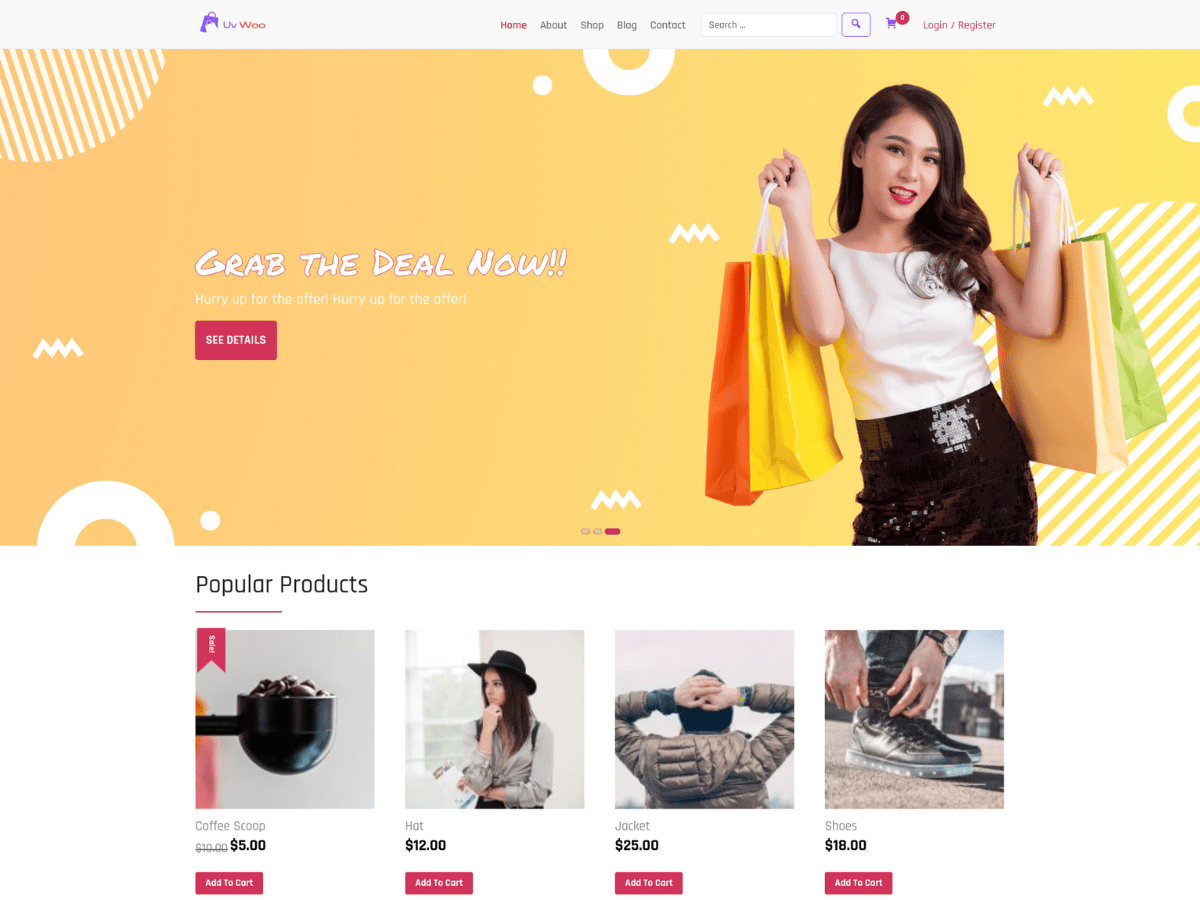 Uv Woo
Home About Shop Blog Contact Search ... 0 Login / Register
Grab the Deal Now!!
Hurry up for the offer! Hurry up for the offer!
SEE DETAILS
Popular Products
Sale!
Coffee Scoop
$10.00 $5.00
Add To Cart
Hat
$12.00
Add To Cart
Jacket
$25.00
Add To Cart
Shoes
$18.00
Add To Cart